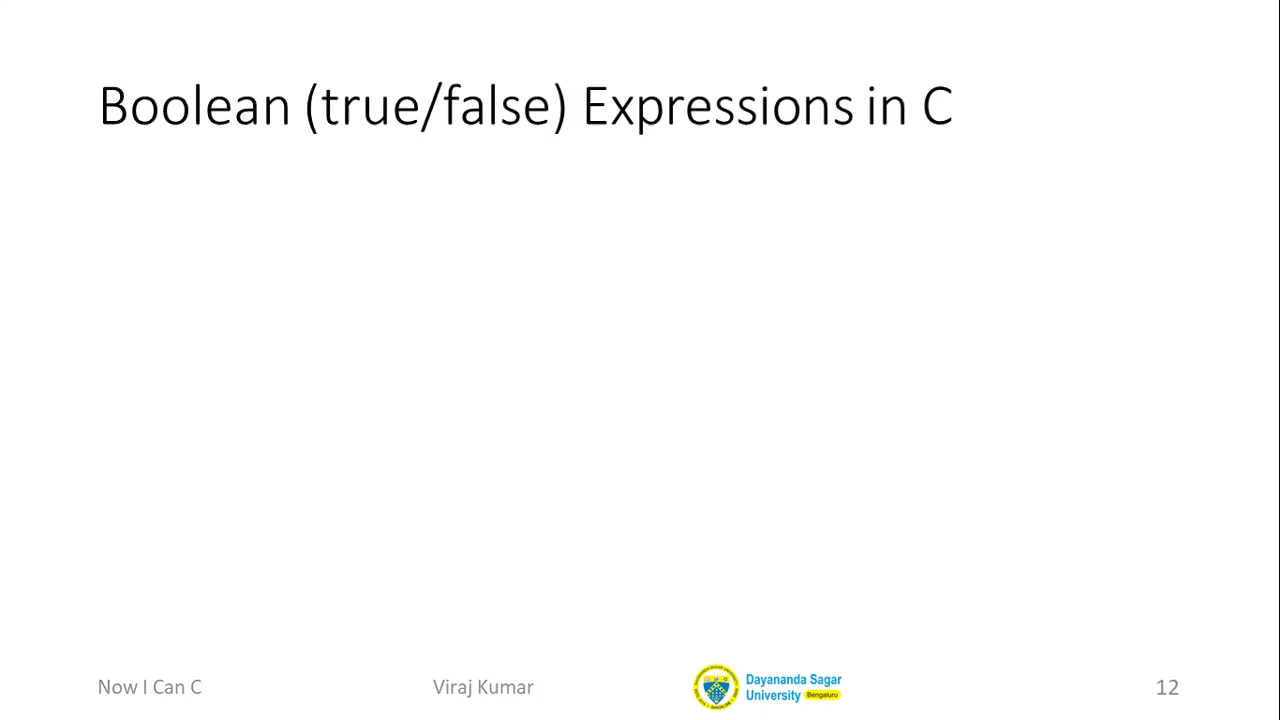 Boolean (true/false) Expressions in C
Now I Can C
Viraj Kumar
Dayananda Sagar
University Bengaluru
12